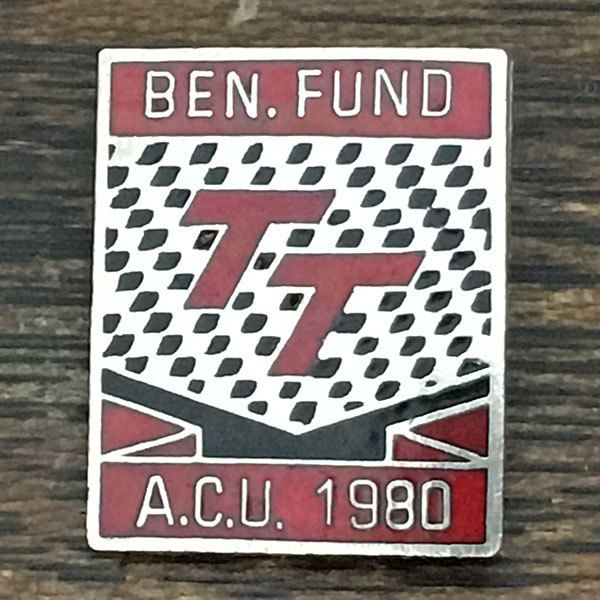 BEN. FUND
TT
A.C.U. 1980